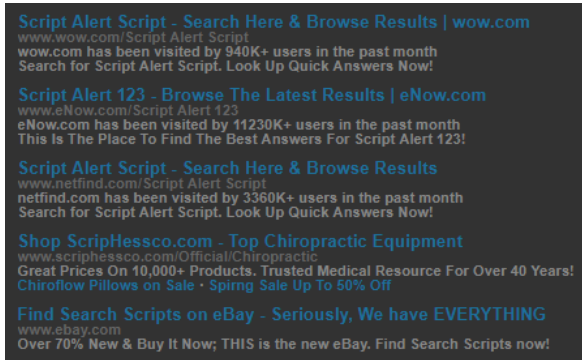 Script Alert Script - Search Here & Browse Results | wow.com
www.wow.com/Script Alert Script
wow.com has been visited by 940K+ users in the past month
Search for Script Alert Script. Look Up Quick Answers Now!
Script Alert 123 - Browse The Latest Results | eNow.com
www.eNow.com/Script Alert 123
eNow.com has been visited by 11230K+ users in the past month
This Is The Place To Find The Best Answers For Script Alert 123!
Script Alert Script - Search Here & Browse Results
www.netfind.com/Script Alert Script
netfind.com has been visited by 3360K+ users in the past month
Search for Script Alert Script. Look Up Quick Answers Now!
Shop ScripHessco.com - Top Chiropractic Equipment
www.scriphessco.com/Official/Chiropractic
Great Prices On 10,000+ Products. Trusted Medical Resource For Over 40 Years!
Chiroflow Pillows on Sale · Spirng Sale Up To 50% Off
Find Search Scripts on eBay - Seriously, We have EVERYTHING
www.ebay.com
Over 70% New & Buy It Now; THIS is the new eBay. Find Search Scripts now!